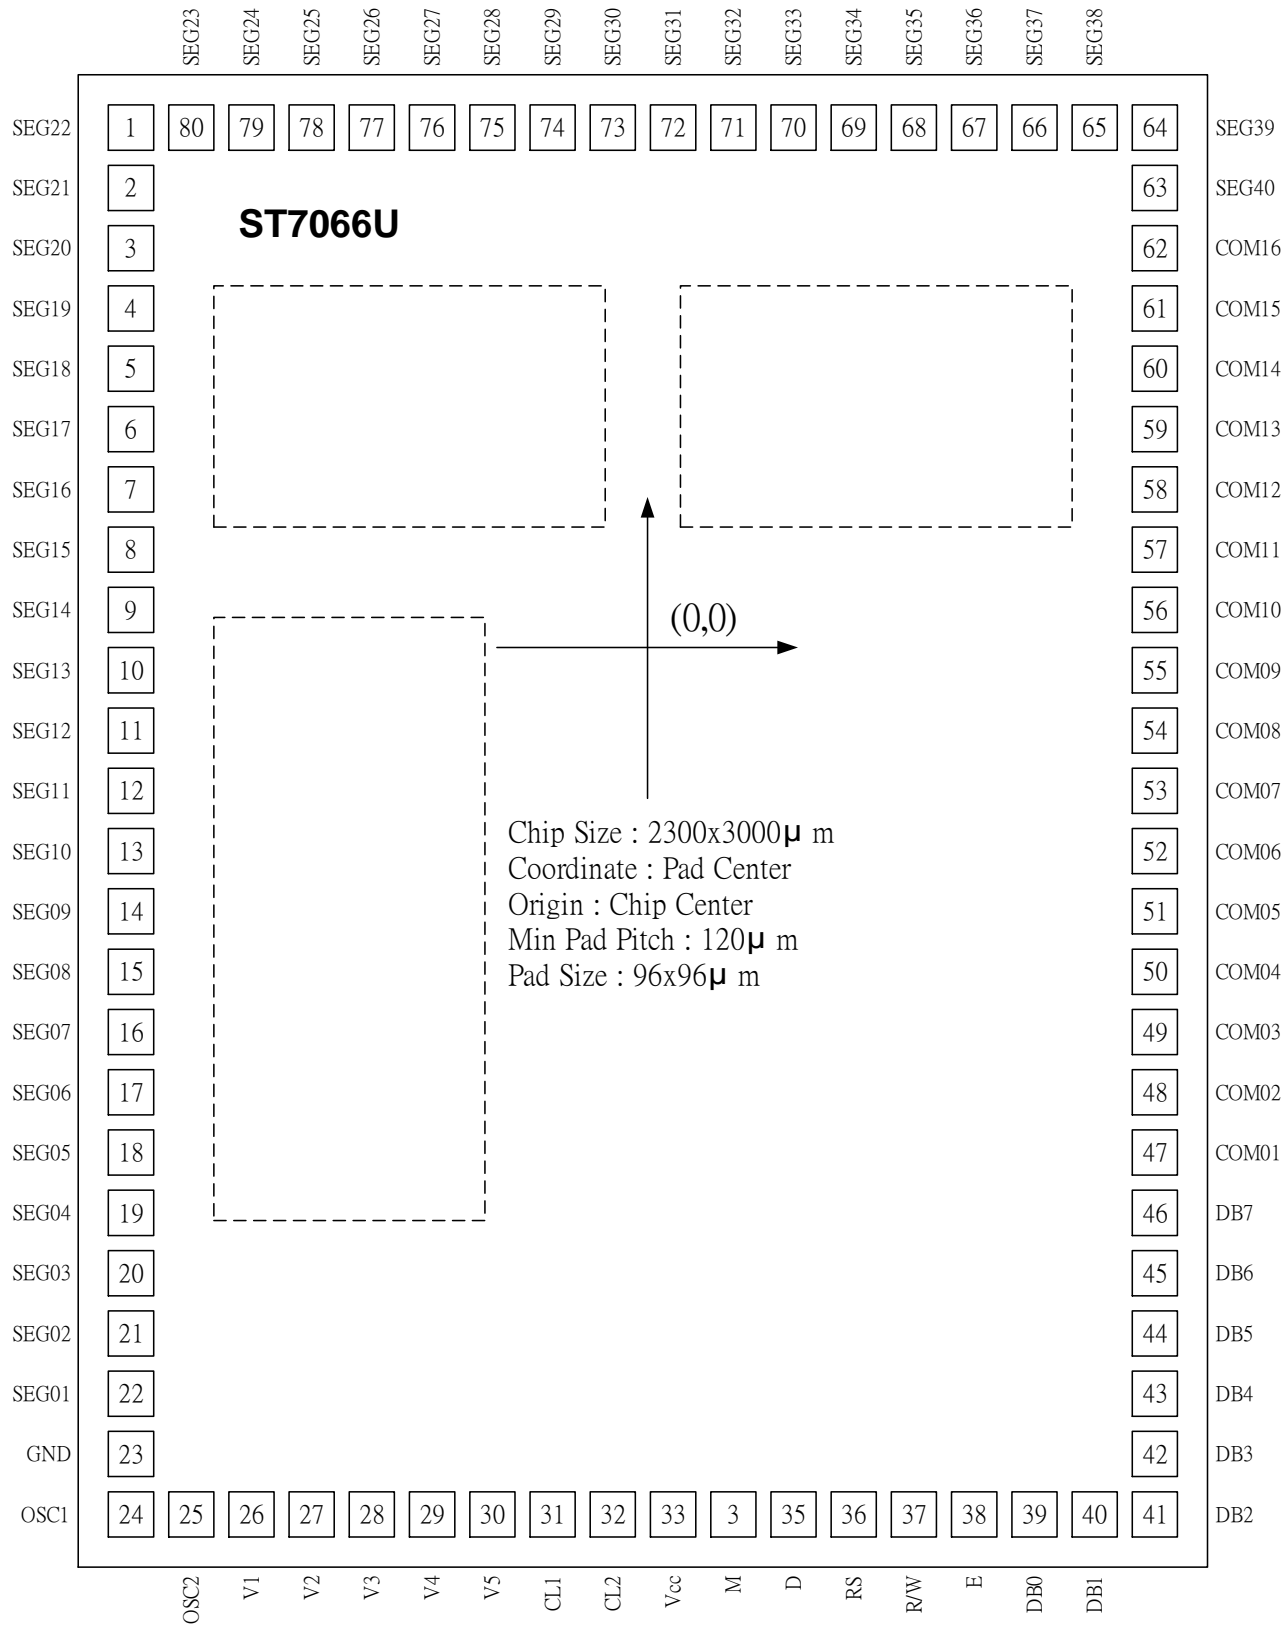 SEG23 SEG24 SEG25 SEG26 SEG27 SEG28 SEG29 SEG30 SEG31 SEG32 SEG33 SEG34 SEG35 SEG36 SEG37 SEG38
SEG22 1 80 79 78 77 76 75 74 73 72 71 70 69 68 67 66 65 64 SEG39
SEG21 2 63 SEG40
ST7066U
SEG20 3 62 COM16
SEG19 4 61 COM15
SEG18 5 60 COM14
SEG17 6 59 COM13
SEG16 7 58 COM12
SEG15 8 57 COM11
SEG14 9 56 COM10
(0,0)
SEG13 10 55 COM09
SEG12 11 54 COM08
SEG11 12 53 COM07
Chip Size : 2300x3000µ m
SEG10 13 52 COM06
Coordinate : Pad Center
Origin : Chip Center
SEG09 14 51 COM05
Min Pad Pitch : 120µ m
SEG08 15 50 COM04
Pad Size : 96x96µ m
SEG07 16 49 COM03
SEG06 17 48 COM02
SEG05 18 47 COM01
SEG04 19 46 DB7
SEG03 20 45 DB6
SEG02 21 44 DB5
SEG01 22 43 DB4
GND 23 42 DB3
OSC1 24 25 26 27 28 29 30 31 32 33 3 35 36 37 38 39 40 41 DB2
OSC2 V1 V2 V3 V4 V5 CL1 CL2 Vcc M D RS R/W E DB0 DB1